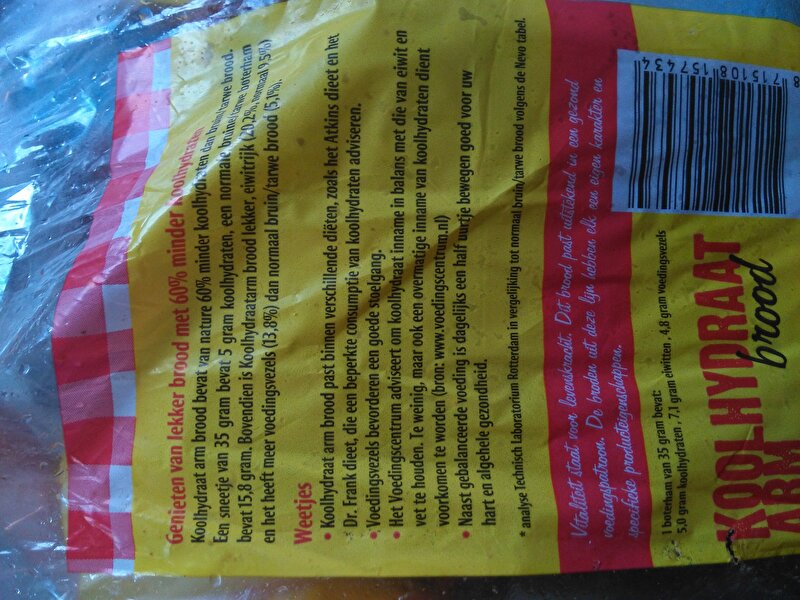 Genieten van lekker brood met 60% minder koolhydraten
Koolhydraat arm brood bevat van nature 60% minder koolhydraten dan bruin/tarwe brood.
Een sneetje van 35 gram bevat 5 gram koolhydraten, een normale bruine/tarwe boterham
bevat 15.8 gram. Bovendien is Koolhydraatarm brood lekker, eiwitrijk (20,2%, normaal 9,5%)
en het heeft meer voedingsvezels (13.8%) dan normaal bruin/tarwe brood (5,1%).
Weetjes
• Koolhydraat arm brood past binnen verschillende diëten, zoals het Atkins dieet en het
Dr. Frank dieet, die een beperkte consumptie van koolhydraten adviseren.
• Voedingsvezels bevorderen een goede stoelgang.
• Het Voedingscentrum adviseert om koolhydraat inname in balans met die van eiwit en
vet te houden. Te weinig, maar ook een overmatige inname van koolhydraten dient
voorkomen te worden (bron: www.voedingscentrum.nl)
• Naast gebalanceerde voeding is dagelijks een half uurtje bewegen goed voor uw
hart en algehele gezondheid.
* analyse Technisch Laboratorium Rotterdam in vergelijking tot normaal bruin/tarwe brood volgens de Nevo tabel.
Vitaliteit staat voor levenskracht. Dit brood past uitstekend in een gezond
voedingspatroon. De broden uit deze lijn hebben elk een eigen karakter en
specifieke producteigenschappen.
1 boterham van 35 gram bevat:
5,0 gram koolhydraten, 7,1 gram eiwitten, 4,8 gram voedingsvezels
KOOLHYDRAAT
ARM brood
8 715108 157434